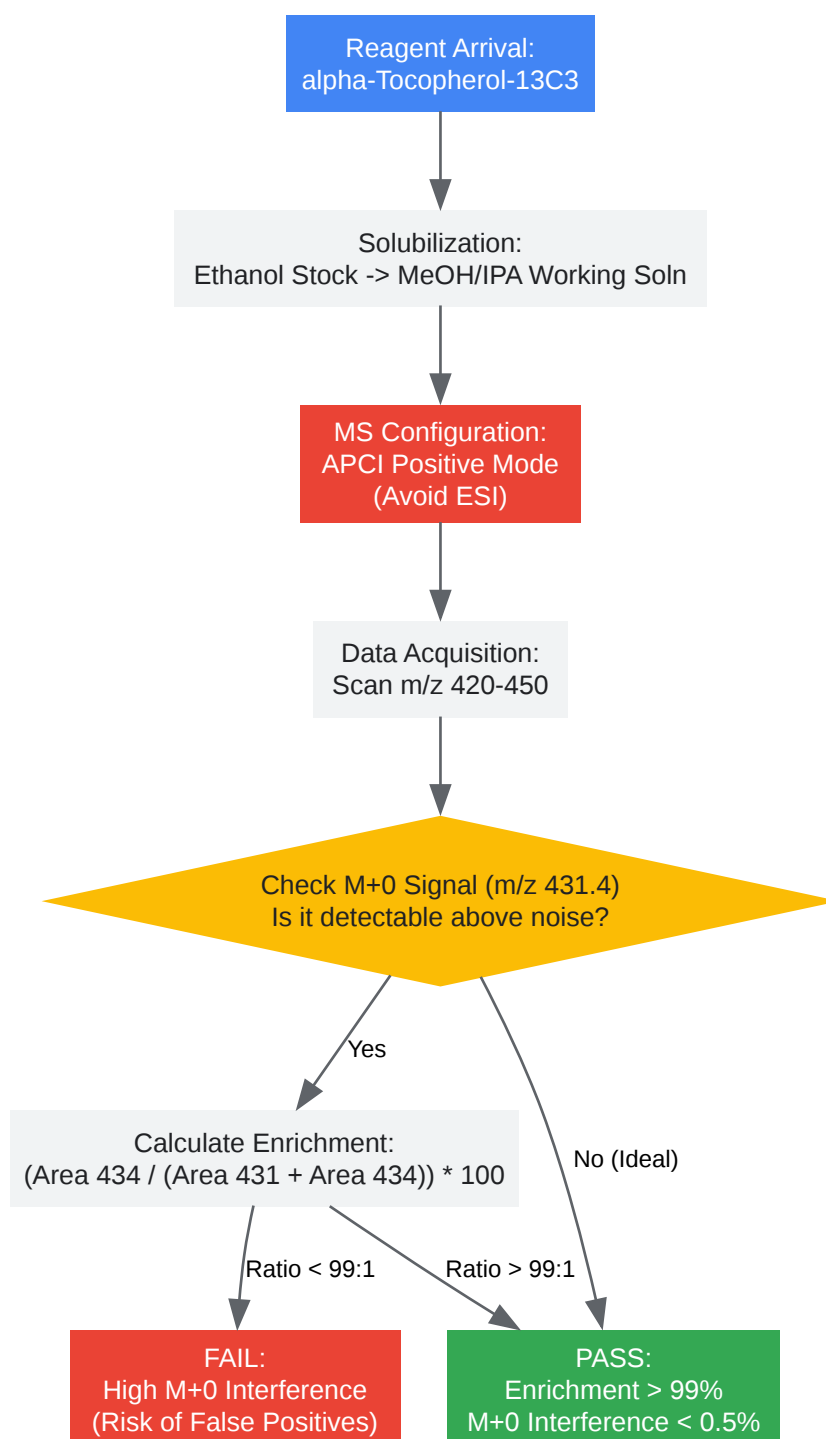 Reagent Arrival:
alpha-Tocopherol-13C3
Solubilization:
Ethanol Stock -> MeOH/IPA Working Soln
MS Configuration:
APCI Positive Mode
(Avoid ESI)
Data Acquisition:
Scan m/z 420-450
Check M+0 Signal (m/z 431.4)
Is it detectable above noise?
Yes
No (Ideal)
Calculate Enrichment:
(Area 434 / (Area 431 + Area 434)) * 100
Ratio < 99:1
Ratio > 99:1
FAIL:
High M+0 Interference
(Risk of False Positives)
PASS:
Enrichment > 99%
M+0 Interference < 0.5%